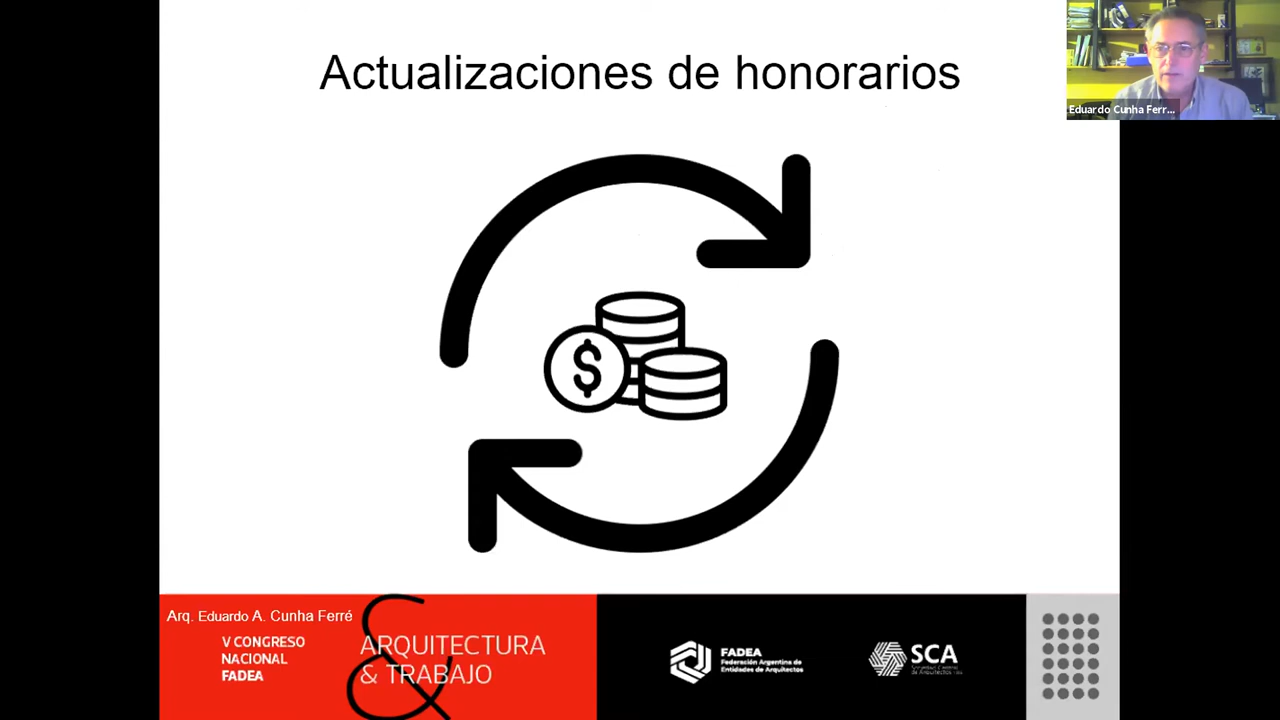 Actualizaciones de honorarios
Eduardo Cunha Ferr...
$
Arq. Eduardo A. Cunha Ferré
V CONGRESO
NACIONAL
FADEA
ARQUITECTURA
& TRABAJO
&
FADEA
Federación Argentina de
Entidades de Arquitectos
SCA